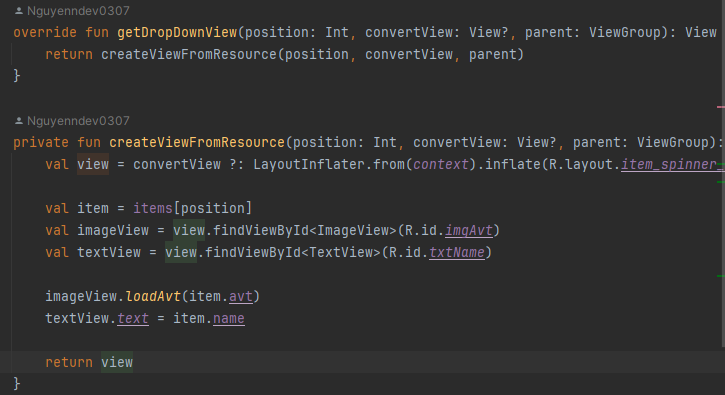 Nguyenndev0307
override fun getDropDownView(position: Int, convertView: View?, parent: ViewGroup): View
return createViewFromResource(position, convertView, parent)
}
Nguyenndev0307
private fun createViewFromResource(position: Int, convertView: View?, parent: ViewGroup):
val view = convertView ?: LayoutInflater.from(context).inflate(R.layout.item_spinner_
val item = items[position]
val imageView = view.findViewById<ImageView>(R.id.imgAvt)
val textView = view.findViewById<TextView>(R.id.txtName)
imageView.loadAvt(item.avt)
textView.text = item.name
return view
}